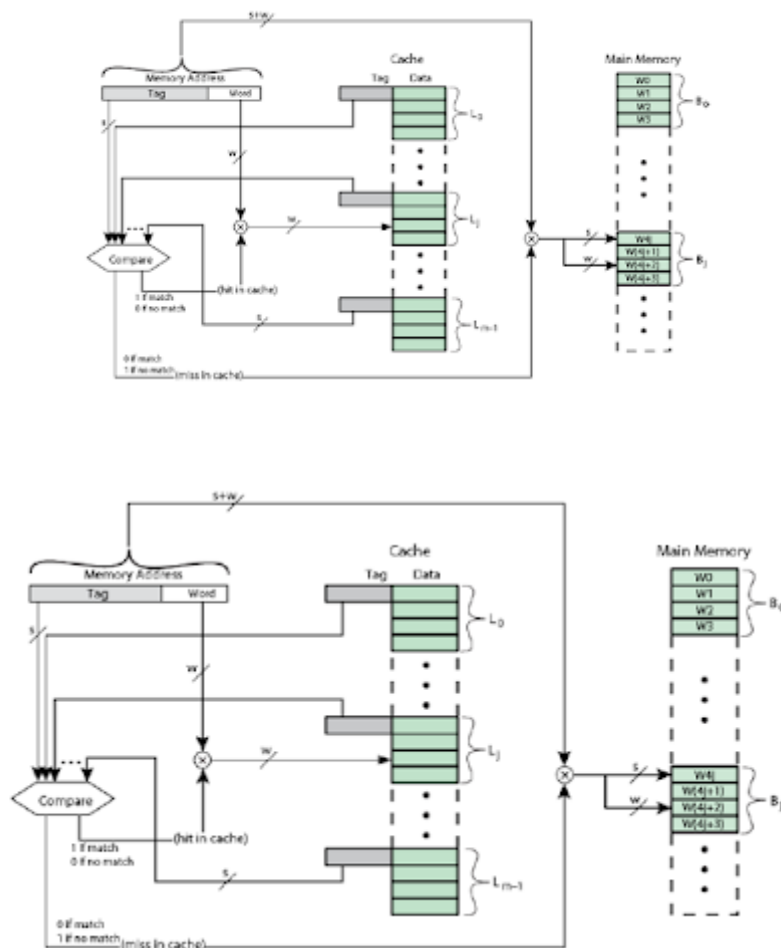 s+w
Cache
Main Memory
Memory Address
Tag Data
Tag Word
W0
W1
W2
W3
B0
L0
s
w
w
Lj
s
W4j
W(4j+1)
w
W(4j+2)
W(4j+3)
Bj
Compare
(hit in cache)
1 if match
0 if no match
s
Lm–1
0 if match
1 if no match
(miss in cache)
s+w
Cache
Main Memory
Memory Address
Tag Data
Tag Word
W0
W1
W2
W3
L0
s
w
w
Lj
s
W4j
W(4j+1)
w
W(4j+2)
W(4j+3)
Compare
(hit in cache)
1 if match
0 if no match
s
Lm–1
0 if match
1 if no match
(miss in cache)